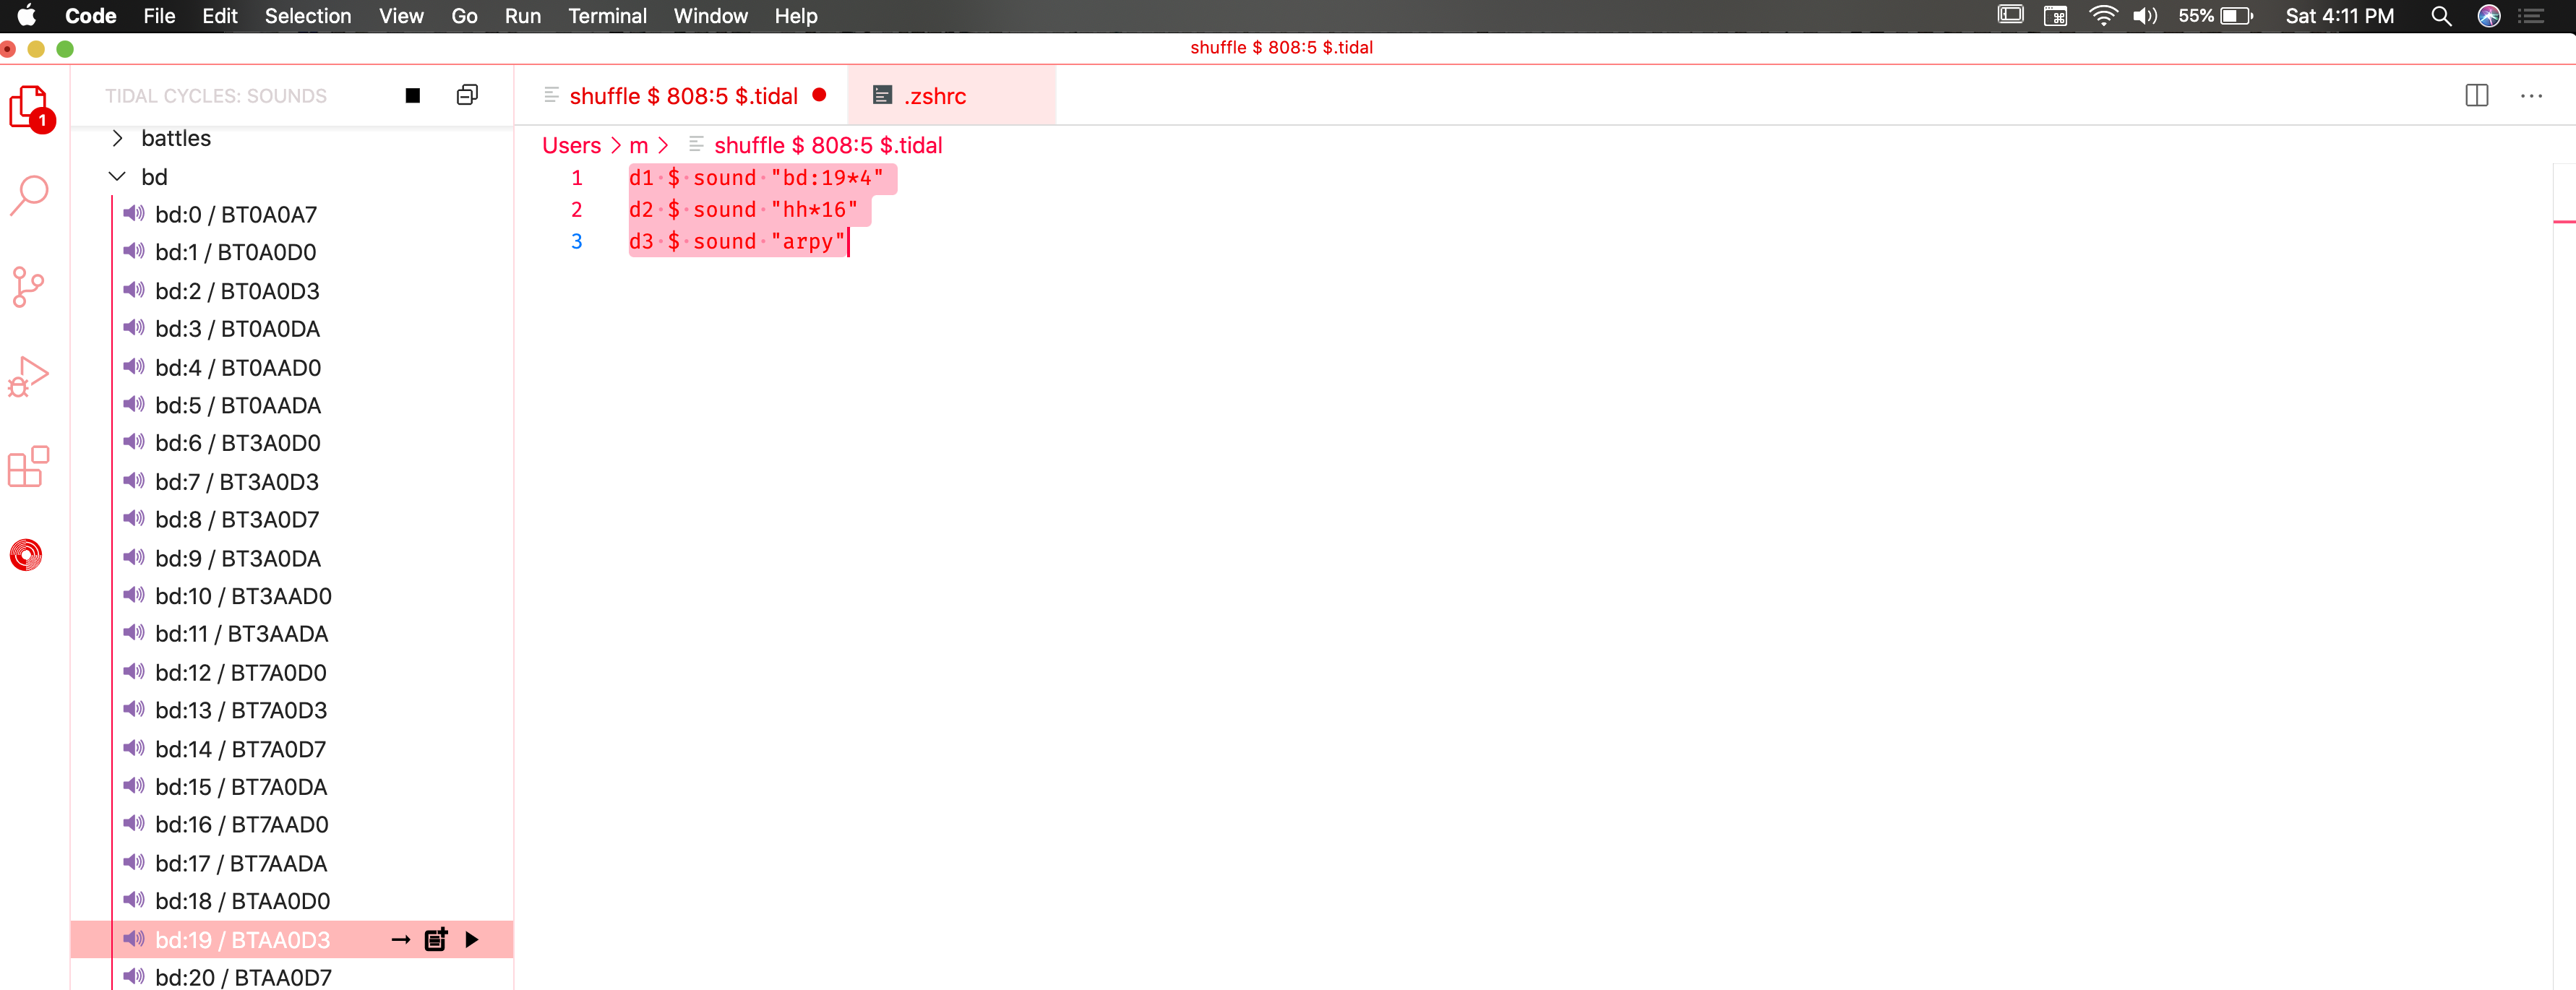 Code File Edit Selection View Go Run Terminal Window Help 55% Sat 4:11 PM
shuffle $ 808:5 $.tidal
1
TIDAL CYCLES: SOUNDS
battles
bd
bd:0 / BT0A0A7
bd:1 / BT0A0D0
bd:2 / BT0A0D3
bd:3 / BT0A0DA
bd:4 / BT0AAD0
bd:5 / BT0AADA
bd:6 / BT3A0D0
bd:7 / BT3A0D3
bd:8 / BT3A0D7
bd:9 / BT3A0DA
bd:10 / BT3AAD0
bd:11 / BT3AADA
bd:12 / BT7A0D0
bd:13 / BT7A0D3
bd:14 / BT7A0D7
bd:15 / BT7A0DA
bd:16 / BT7AAD0
bd:17 / BT7AADA
bd:18 / BTAA0D0
bd:19 / BTAA0D3
bd:20 / BTAA0D7
shuffle $ 808:5 $.tidal .zshrc
Users > m > shuffle $ 808:5 $.tidal
1 d1 $ sound "bd:19*4"
2 d2 $ sound "hh*16"
3 d3 $ sound "arpy"